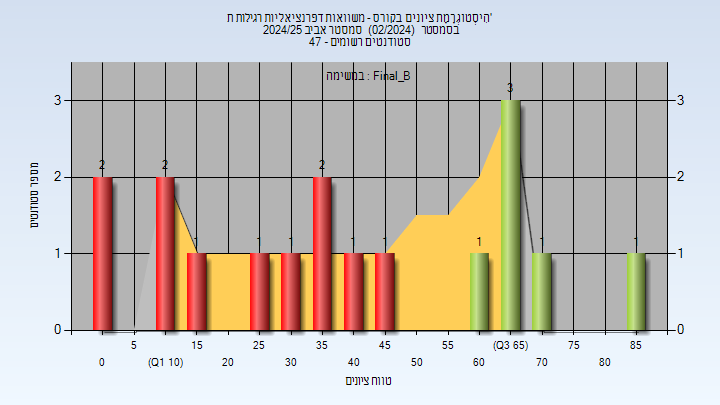 היסטוגרמת ציונים בקורס - משוואות דפרנציאליות רגילות ת'
בסמסטר (02/2024) סמסטר אביב 2024/25
סטודנטים רשומים - 47
במשימה : Final_B
מספר סטודנטים
3 3
2 2
1 1
0 0
2 2 1 1 1 2 1 1 1 3 1 1
5 15 25 35 45 55 (Q3 65) 75 85
0 (Q1 10) 20 30 40 50 60 70 80
טווח ציונים